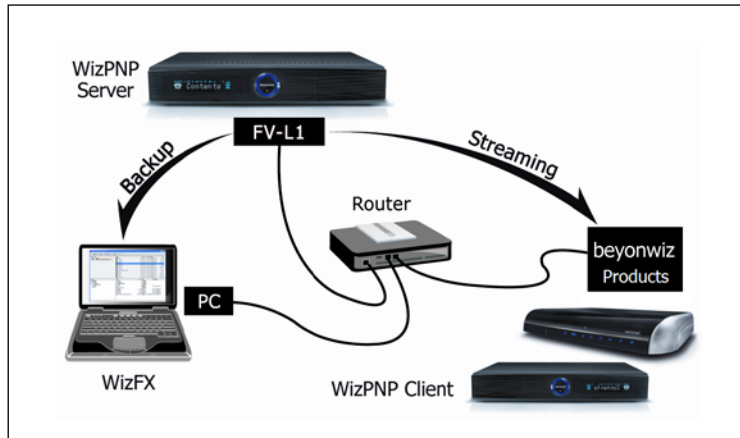 WizPNP
Server
Contents
FV-L1
Backup
Streaming
Router
beyonwiz
Products
PC
WizFX
WizPNP Client